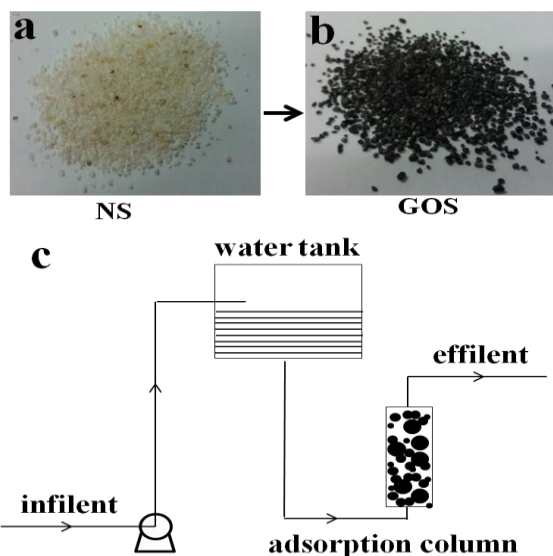 a
b
NS
GOS
c
water tank
effilent
infilent
adsorption column